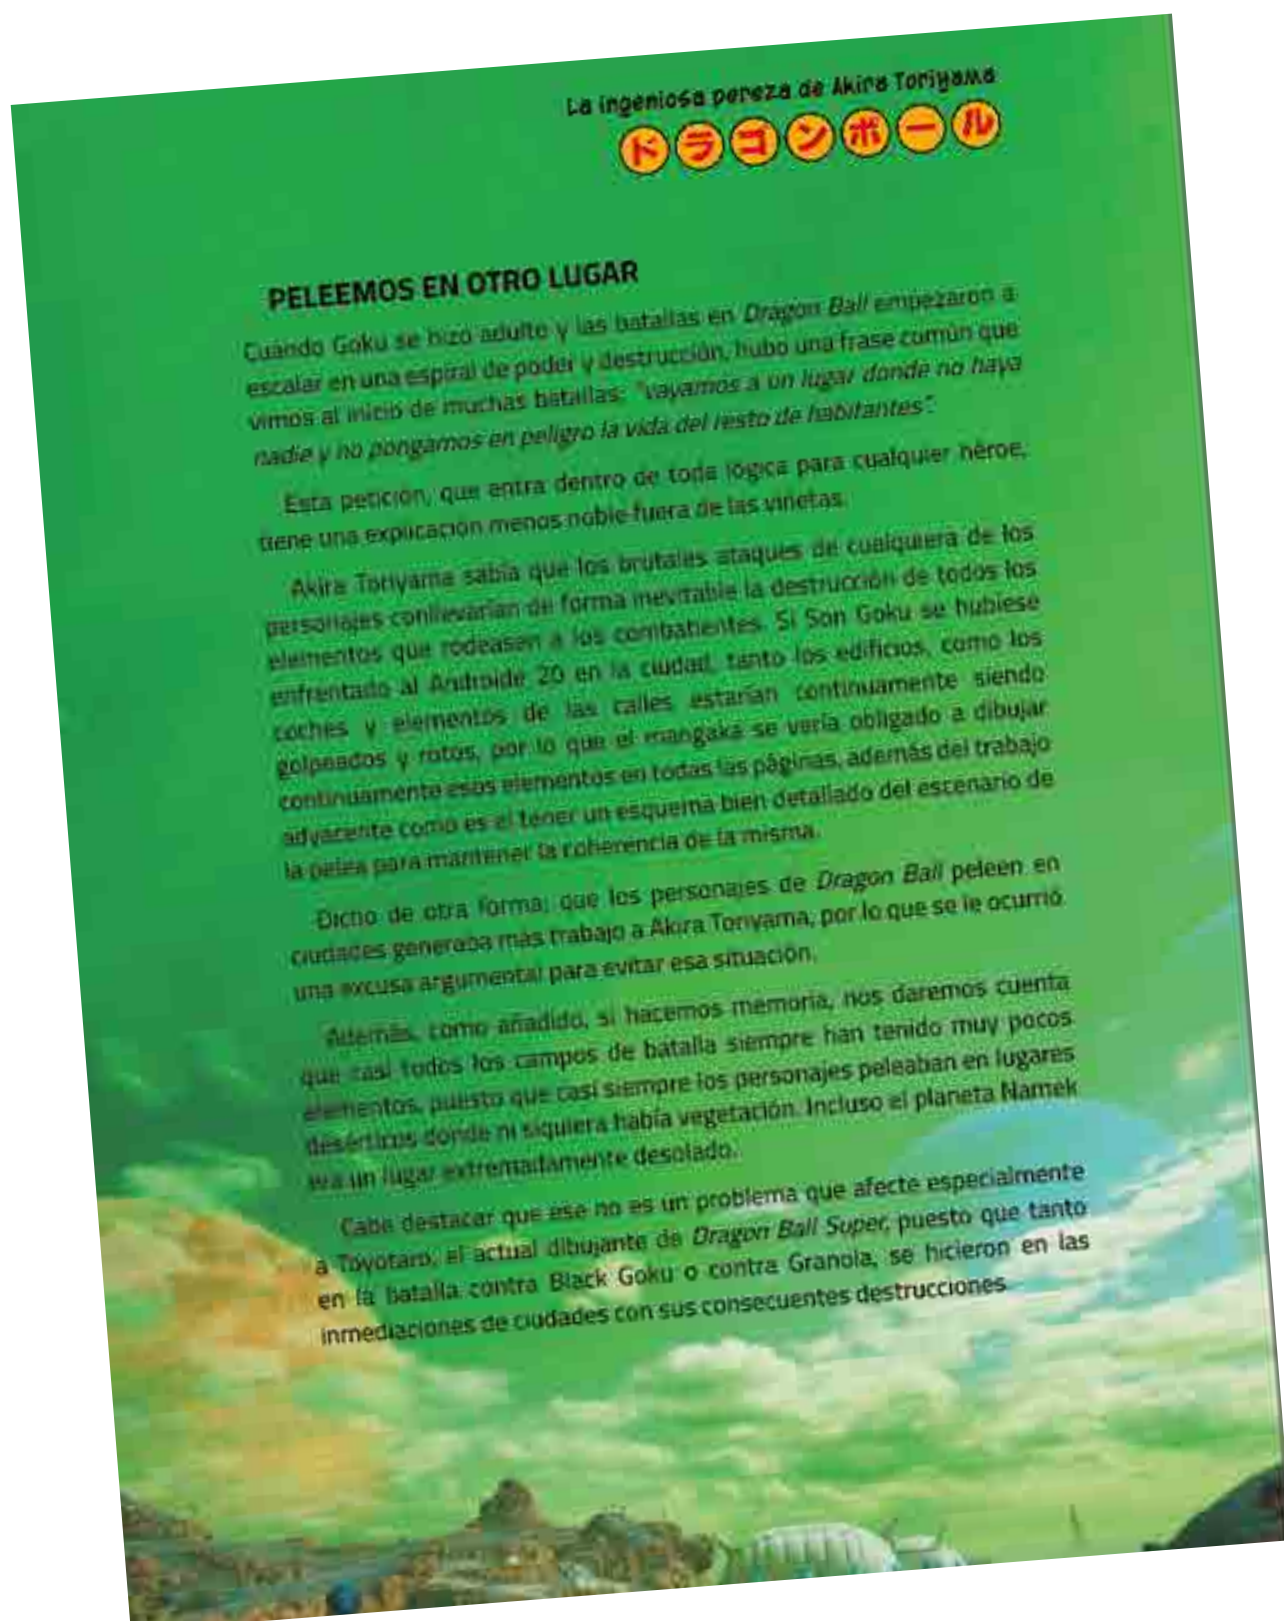 La ingeniosa pereza de Akira Toriyama
ドラゴンボール
PELEEMOS EN OTRO LUGAR
Cuando Goku se hizo adulto y las batallas en Dragon Ball empezaron a
escalar en una espiral de poder y destrucción, hubo una frase común que
vimos al inicio de muchas batallas: "vayamos a un lugar donde no haya
nadie y no pongamos en peligro la vida del resto de habitantes".
Esta petición, que entra dentro de toda lógica para cualquier héroe,
tiene una explicación menos noble fuera de las viñetas.
Akira Toriyama sabía que los brutales ataques de cualquiera de los
personajes conllevarían de forma inevitable la destrucción de todos los
elementos que rodeasen a los combatientes. Si Son Goku se hubiese
enfrentado al Androide 20 en la ciudad, tanto los edificios, como los
coches y elementos de las calles estarían continuamente siendo
golpeados y rotos, por lo que el mangaka se vería obligado a dibujar
continuamente esos elementos en todas las páginas, además del trabajo
adyacente como es el tener un esquema bien detallado del escenario de
la pelea para mantener la coherencia de la misma.
Dicho de otra forma: que los personajes de Dragon Ball peleen en
ciudades generaba más trabajo a Akira Toriyama, por lo que se le ocurrió
una excusa argumental para evitar esa situación.
Además, como añadido, si hacemos memoria, nos daremos cuenta
que casi todos los campos de batalla siempre han tenido muy pocos
elementos, puesto que casi siempre los personajes peleaban en lugares
desérticos donde ni siquiera había vegetación. Incluso el planeta Namek
era un lugar extremadamente desolado.
Cabe destacar que ese no es un problema que afecte especialmente
a Toyotaro, el actual dibujante de Dragon Ball Super, puesto que tanto
en la batalla contra Black Goku o contra Granola, se hicieron en las
inmediaciones de ciudades con sus consecuentes destrucciones